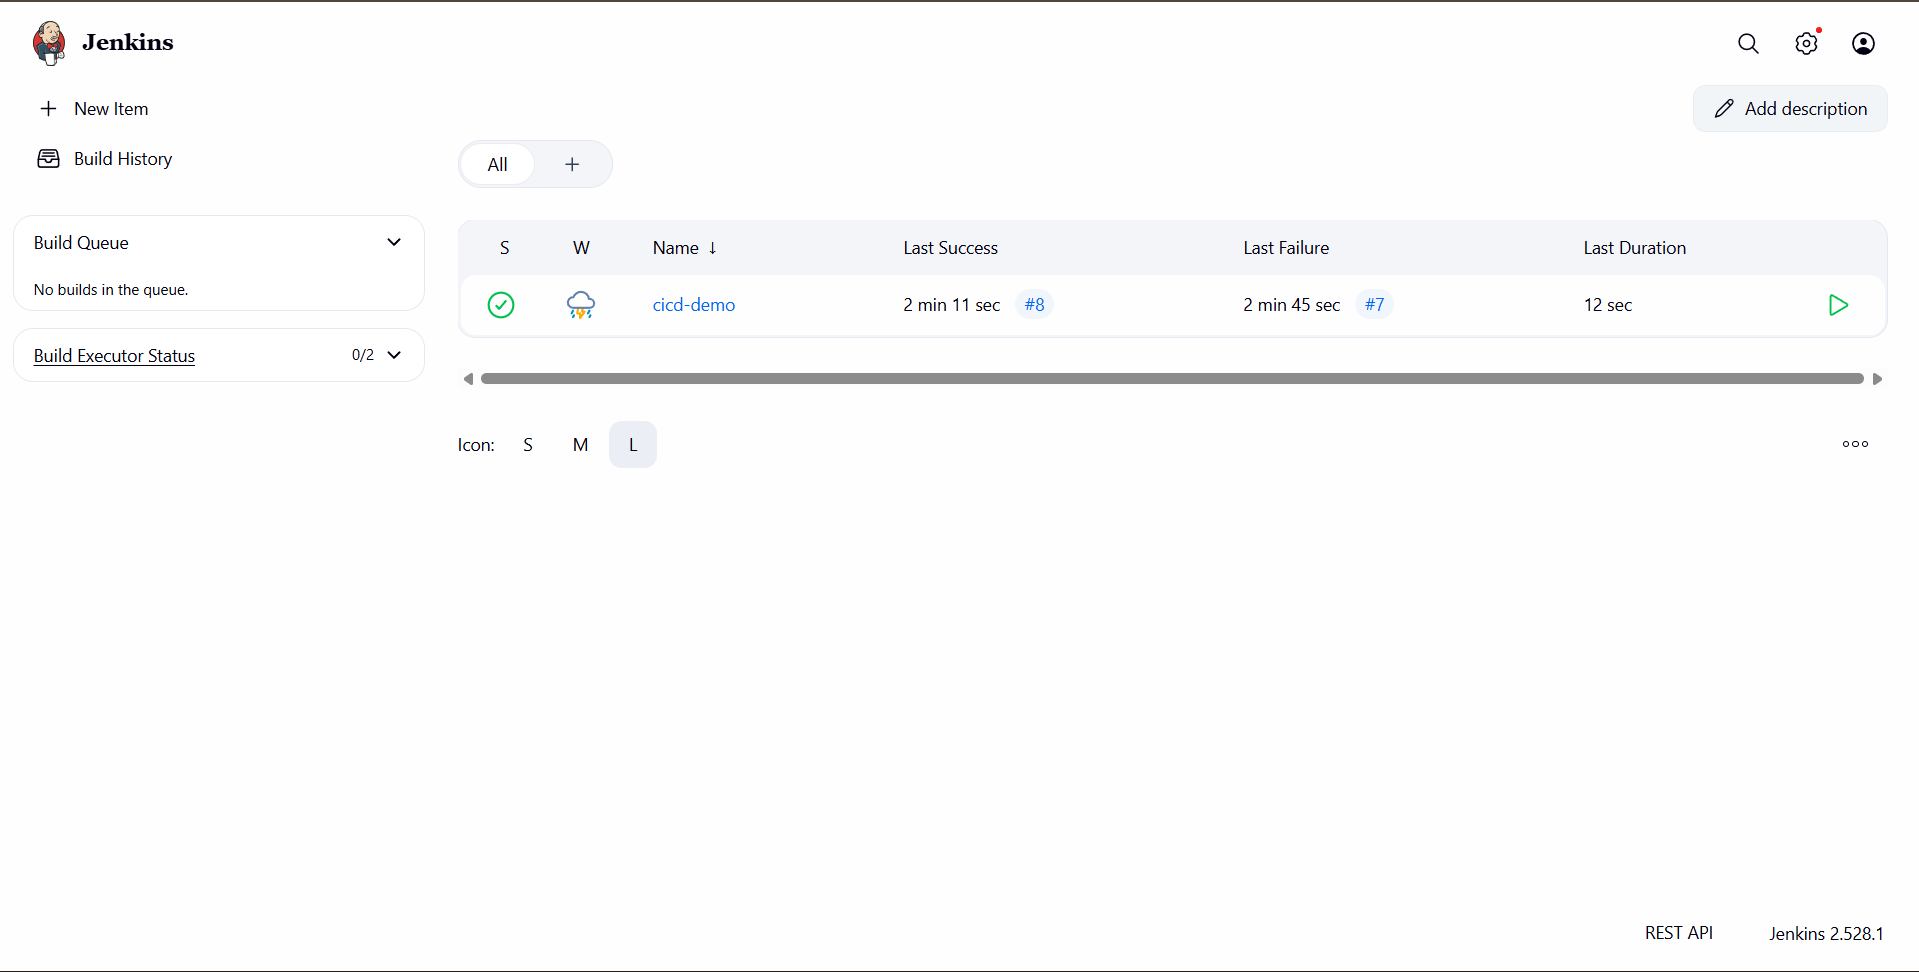 Jenkins
New Item
Build History
Add description
All
Build Queue
No builds in the queue.
Build Executor Status 0/2
S W Name ↓ Last Success Last Failure Last Duration
cicd-demo 2 min 11 sec #8 2 min 45 sec #7 12 sec
Icon: S M L
REST API Jenkins 2.528.1